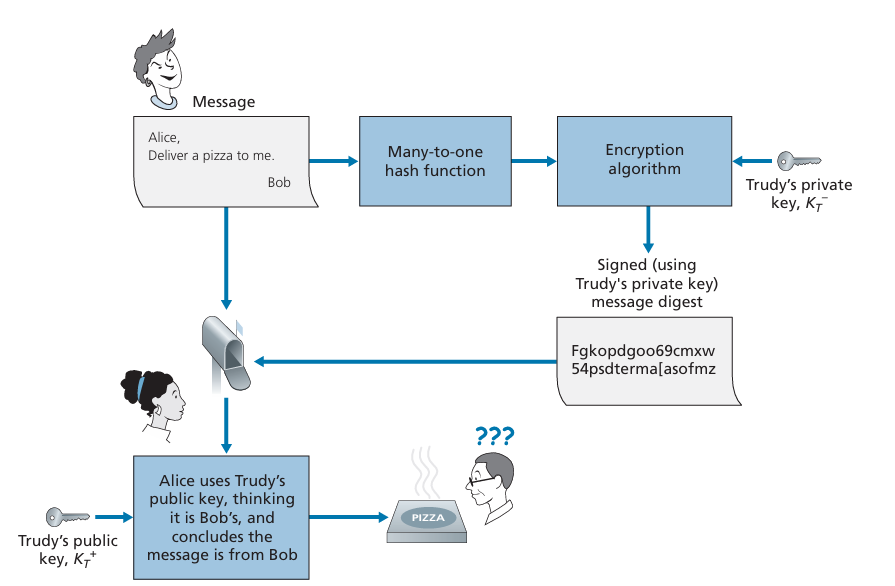 Message
Alice,
Deliver a pizza to me.
Bob
Many-to-one
hash function
Encryption
algorithm
Trudy’s private
key, K_T^–
Signed (using
Trudy's private key)
message digest
Fgkopdgoo69cmxw
54psdterma[asofmz
???
Alice uses Trudy’s
public key, thinking
it is Bob’s, and
concludes the
message is from Bob
PIZZA
Trudy’s public
key, K_T^+